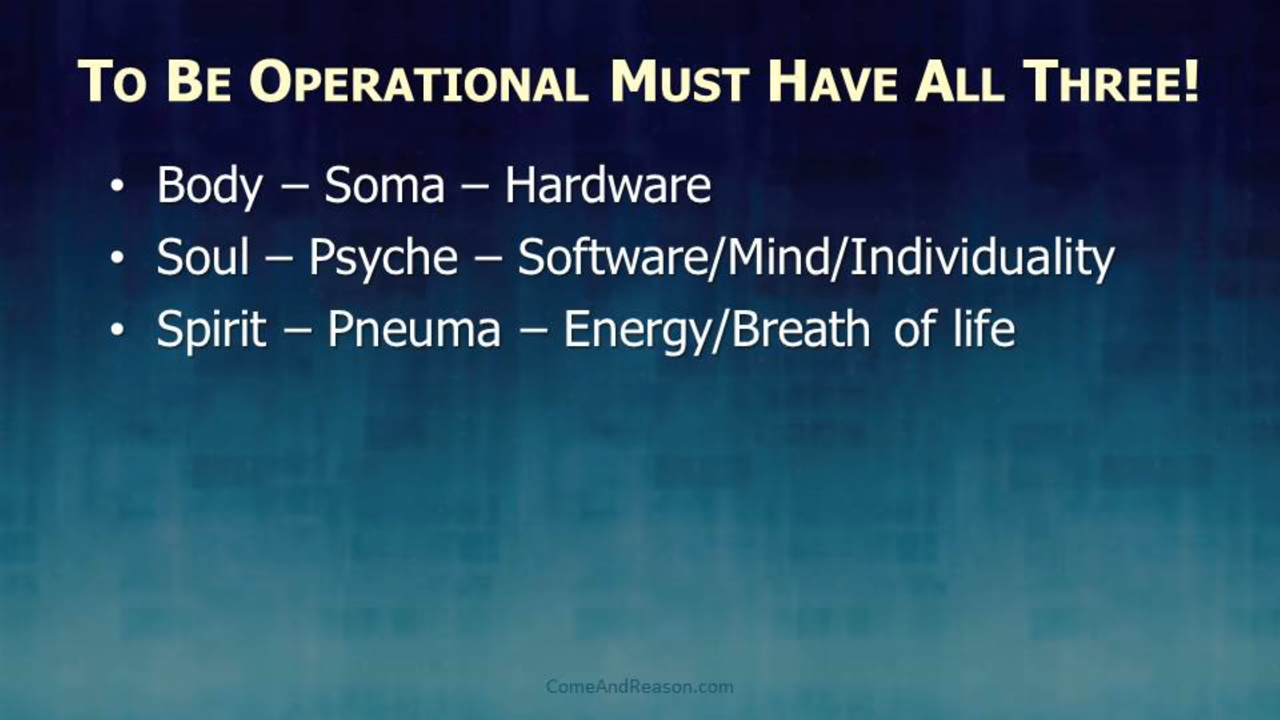 To Be Operational Must Have All Three!
• Body – Soma – Hardware
• Soul – Psyche – Software/Mind/Individuality
• Spirit – Pneuma – Energy/Breath of life
ComeAndReason.com